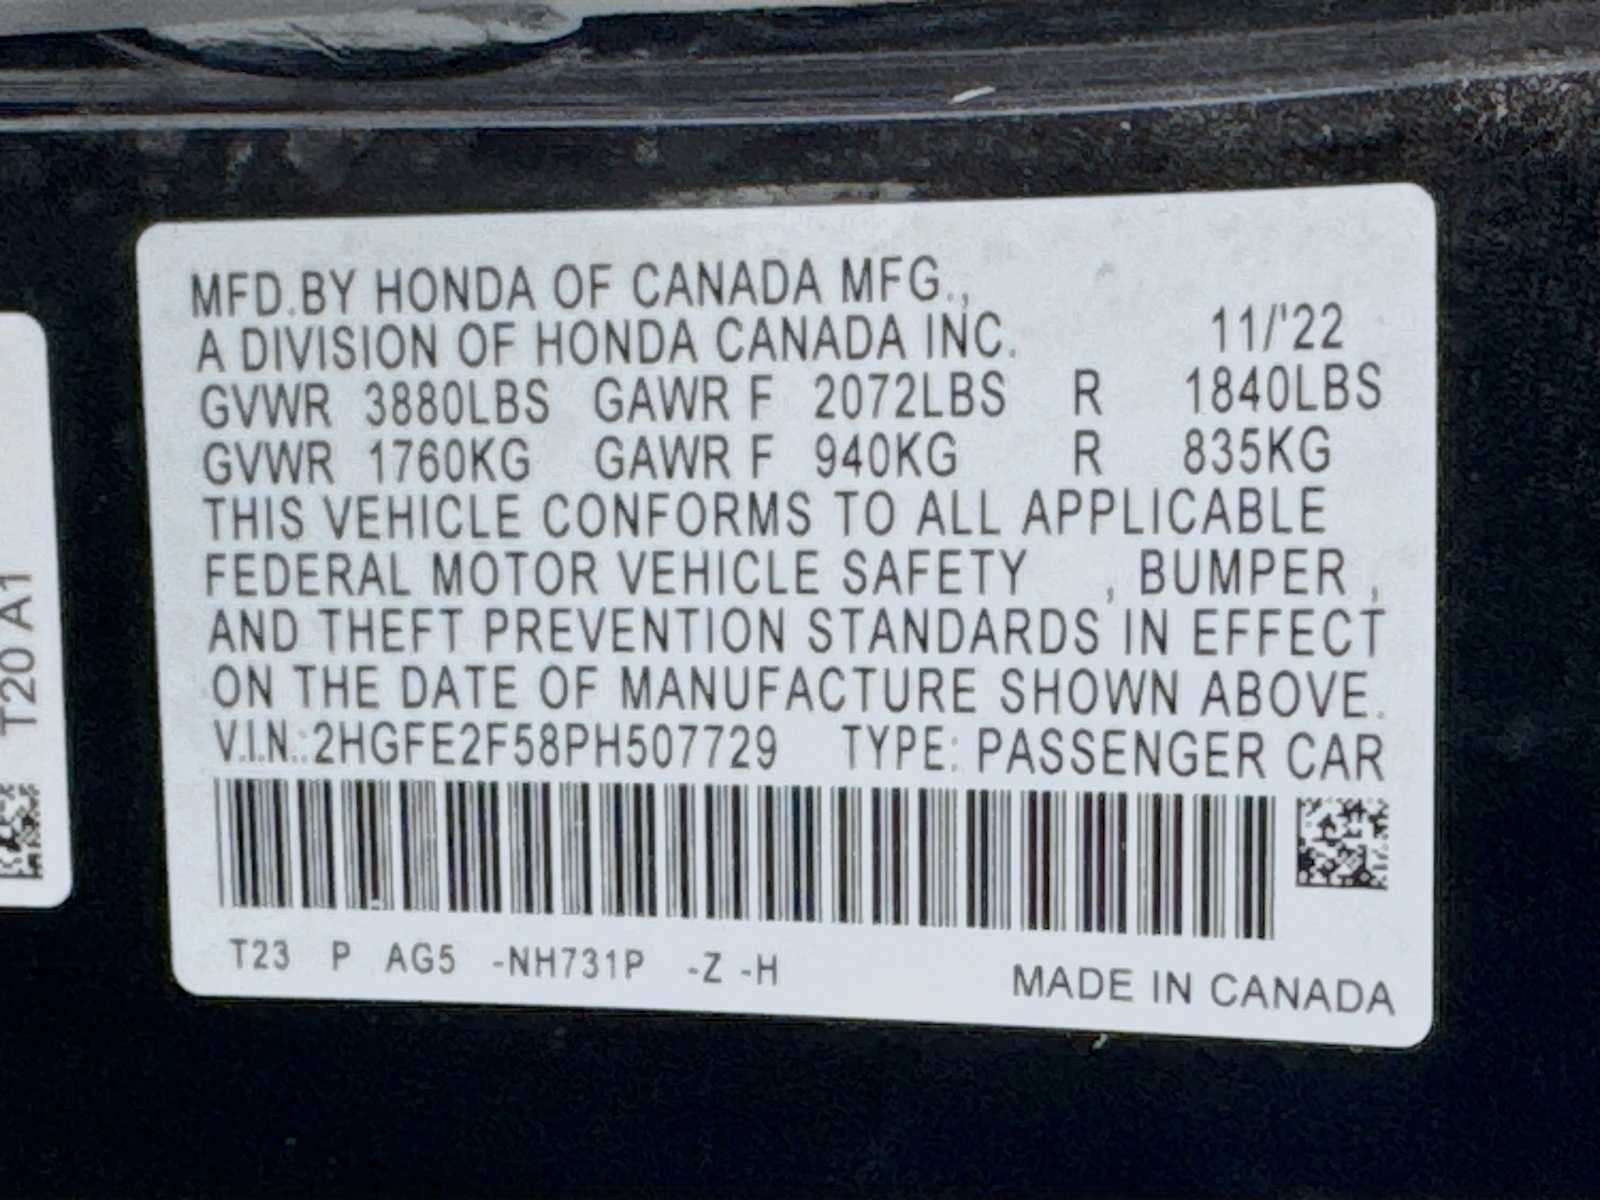 MFD.BY HONDA OF CANADA MFG.,
A DIVISION OF HONDA CANADA INC. 11/'22
GVWR 3880LBS GAWR F 2072LBS R 1840LBS
GVWR 1760KG GAWR F 940KG R 835KG
THIS VEHICLE CONFORMS TO ALL APPLICABLE
FEDERAL MOTOR VEHICLE SAFETY , BUMPER ,
AND THEFT PREVENTION STANDARDS IN EFFECT
ON THE DATE OF MANUFACTURE SHOWN ABOVE.
V.I.N.: 2HGFE2F58PH507729 TYPE: PASSENGER CAR
T23 P AG5 -NH731P -Z -H
MADE IN CANADA
T20 A1